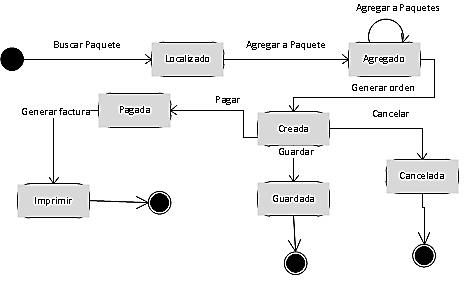 Agregar a Paquetes
Buscar Paquete
Agregar a Paquete
Localizado
Agregado
Generar orden
Pagar
Pagada
Generar factura
Cancelar
Creada
Guardar
Cancelada
Imprimir
Guardada